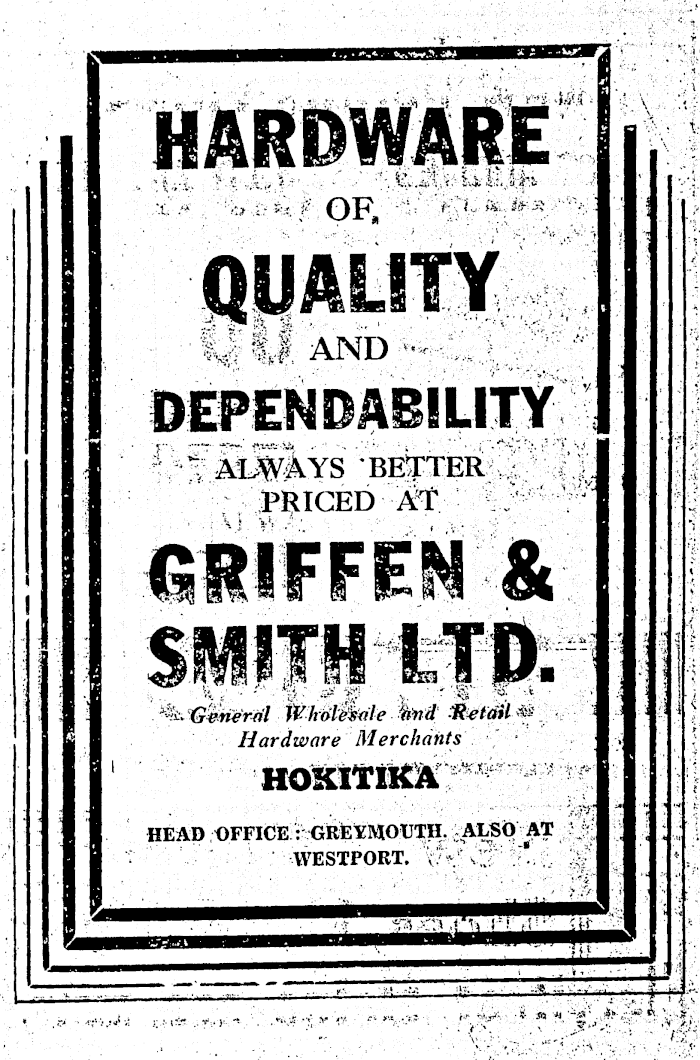 HARDWARE
OF
QUALITY
AND
DEPENDABILITY
ALWAYS BETTER
PRICED AT
GRIFFEN &
SMITH LTD.
General Wholesale and Retail
Hardware Merchants
HOKITIKA
HEAD OFFICE: GREYMOUTH. ALSO AT
WESTPORT.